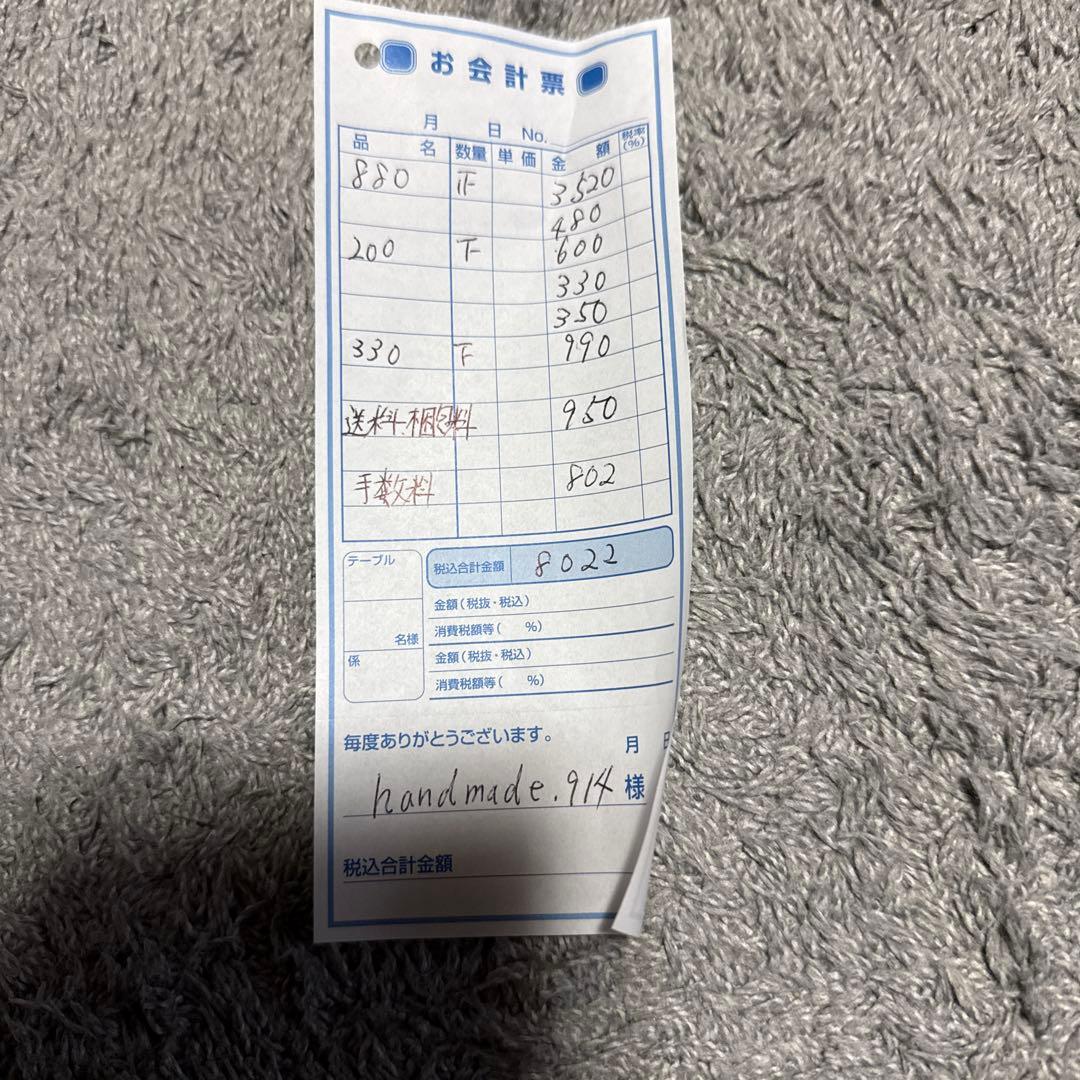 お会計票
月 日 No.
品 名 数量 単価 金 額 税率(%)
880 正 3520
480
200 下 600
330
350
330 下 990
送料.梱包料 950
手数料 802
テーブル
税込合計金額 8022
金額(税抜・税込)
消費税額等( %)
名様
金額(税抜・税込)
係
消費税額等( %)
毎度ありがとうございます。
月 日
handmade.914 様
税込合計金額